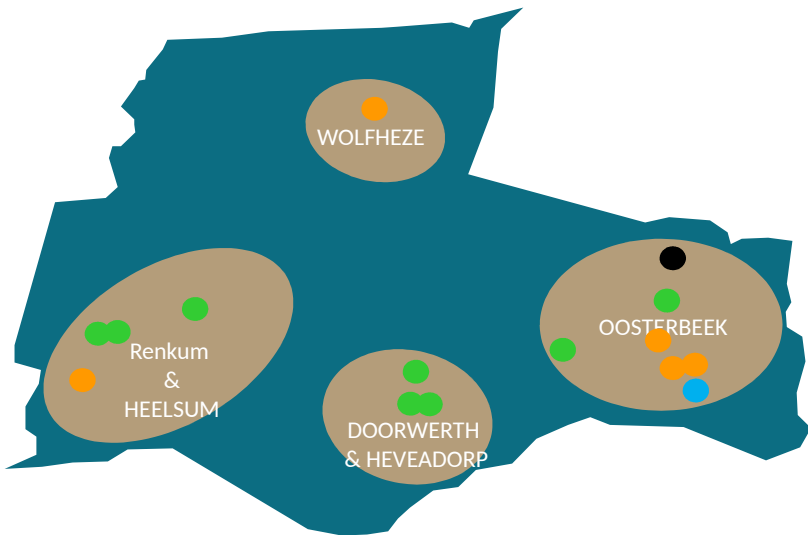 WOLFHEZE
OOSTERBEEK
Renkum
&
HEELSUM
DOORWERTH
& HEVEADORP